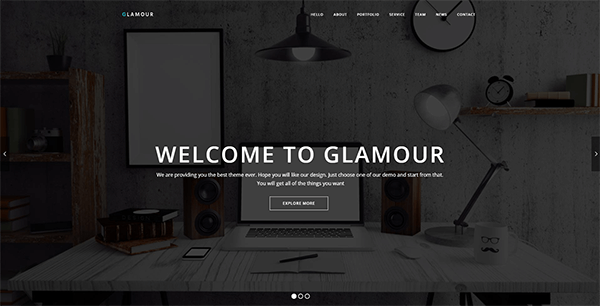 GLAMOUR
HELLO ABOUT PORTFOLIO SERVICE TEAM NEWS CONTACT
WELCOME TO GLAMOUR
We are providing you the best theme ever. Hope you will like our design. Just choose one of our demo and start from that.
You will get all of the things you want
EXPLORE MORE